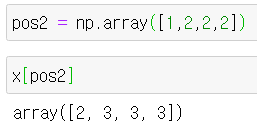 pos2 = np.array([1,2,2,2])
x[pos2]
array([2, 3, 3, 3])